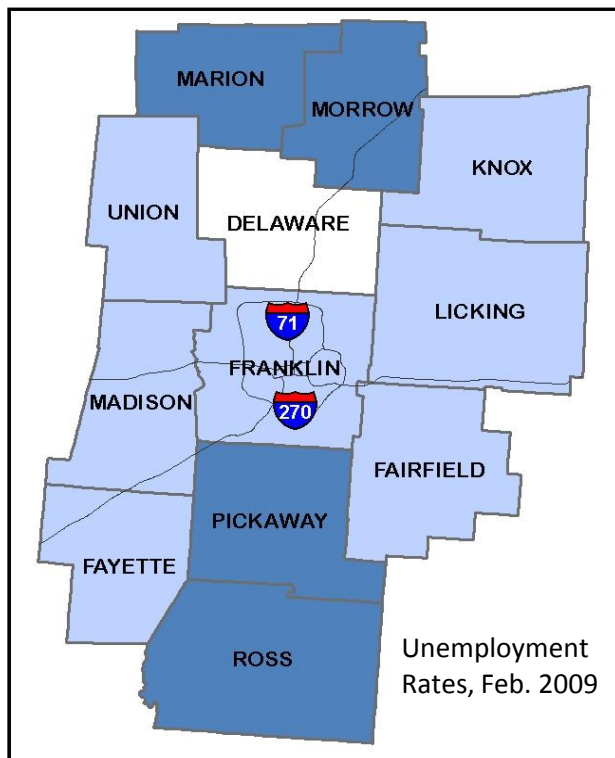 MARION
MORROW
KNOX
UNION
DELAWARE
LICKING
71
FRANKLIN
MADISON
270
FAIRFIELD
PICKAWAY
FAYETTE
ROSS
Unemployment
Rates, Feb. 2009